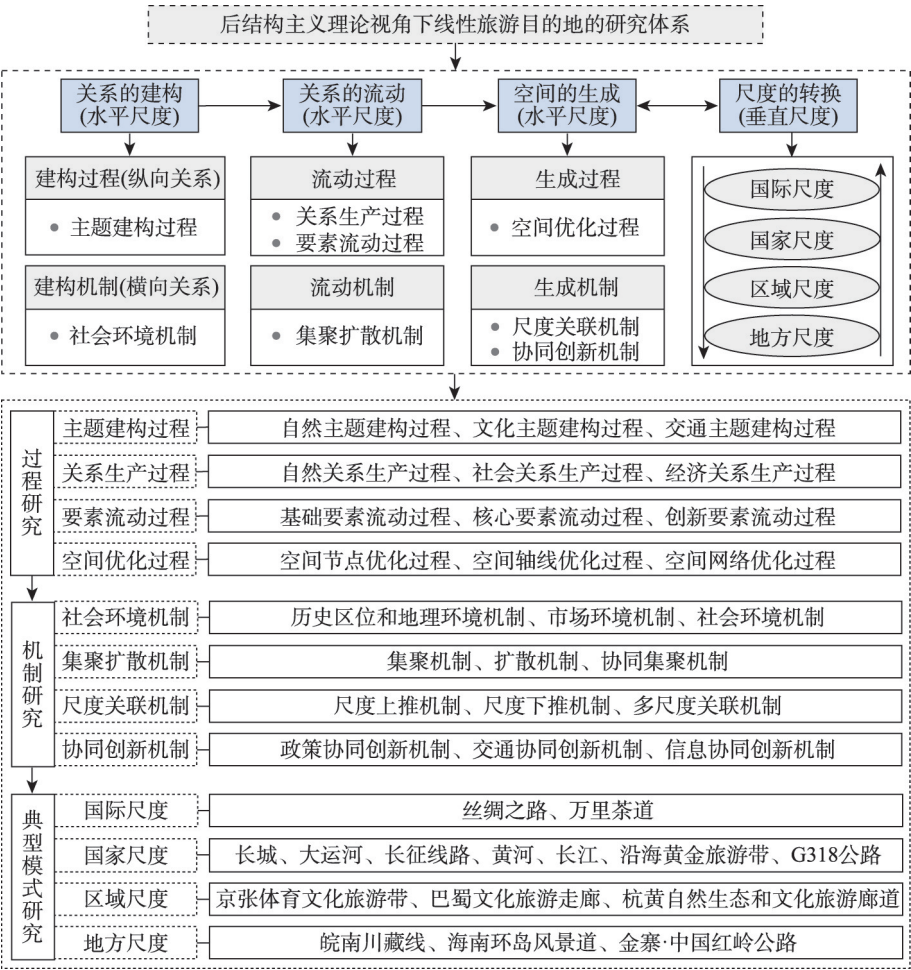 后结构主义理论视角下线性旅游目的地的研究体系
关系的建构
(水平尺度)
关系的流动
(水平尺度)
空间的生成
(水平尺度)
尺度的转换
(垂直尺度)
建构过程(纵向关系)
• 主题建构过程
建构机制(横向关系)
• 社会环境机制
流动过程
• 关系生产过程
• 要素流动过程
流动机制
• 集聚扩散机制
生成过程
• 空间优化过程
生成机制
• 尺度关联机制
• 协同创新机制
国际尺度
国家尺度
区域尺度
地方尺度
过程研究
主题建构过程
自然主题建构过程、文化主题建构过程、交通主题建构过程
关系生产过程
自然关系生产过程、社会关系生产过程、经济关系生产过程
要素流动过程
基础要素流动过程、核心要素流动过程、创新要素流动过程
空间优化过程
空间节点优化过程、空间轴线优化过程、空间网络优化过程
机制研究
社会环境机制
历史区位和地理环境机制、市场环境机制、社会环境机制
集聚扩散机制
集聚机制、扩散机制、协同集聚机制
尺度关联机制
尺度上推机制、尺度下推机制、多尺度关联机制
协同创新机制
政策协同创新机制、交通协同创新机制、信息协同创新机制
典型模式研究
国际尺度
丝绸之路、万里茶道
国家尺度
长城、大运河、长征线路、黄河、长江、沿海黄金旅游带、G318公路
区域尺度
京张体育文化旅游带、巴蜀文化旅游走廊、杭黄自然生态和文化旅游廊道
地方尺度
皖南川藏线、海南环岛风景道、金寨·中国红岭公路